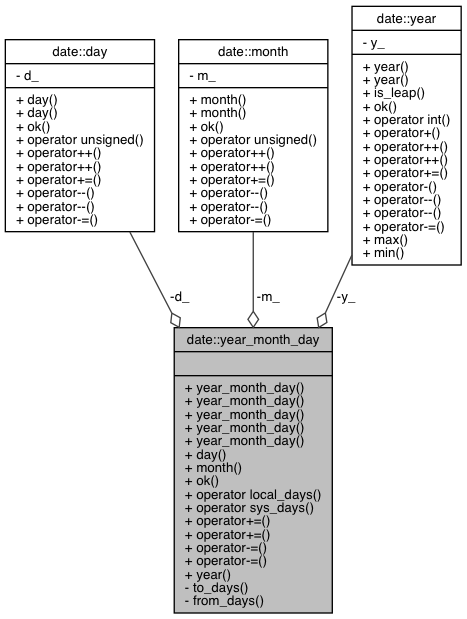 date::day
- d_
+ day()
+ day()
+ ok()
+ operator unsigned()
+ operator++()
+ operator++()
+ operator+=()
+ operator--()
+ operator--()
+ operator-=()
date::month
- m_
+ month()
+ month()
+ ok()
+ operator unsigned()
+ operator++()
+ operator++()
+ operator+=()
+ operator--()
+ operator--()
+ operator-=()
date::year
- y_
+ year()
+ year()
+ is_leap()
+ ok()
+ operator int()
+ operator+()
+ operator++()
+ operator++()
+ operator+=()
+ operator-()
+ operator--()
+ operator--()
+ operator-=()
+ max()
+ min()
-d_
-m_
-y_
date::year_month_day
+ year_month_day()
+ year_month_day()
+ year_month_day()
+ year_month_day()
+ year_month_day()
+ day()
+ month()
+ ok()
+ operator local_days()
+ operator sys_days()
+ operator+=()
+ operator+=()
+ operator-=()
+ operator-=()
+ year()
- to_days()
- from_days()